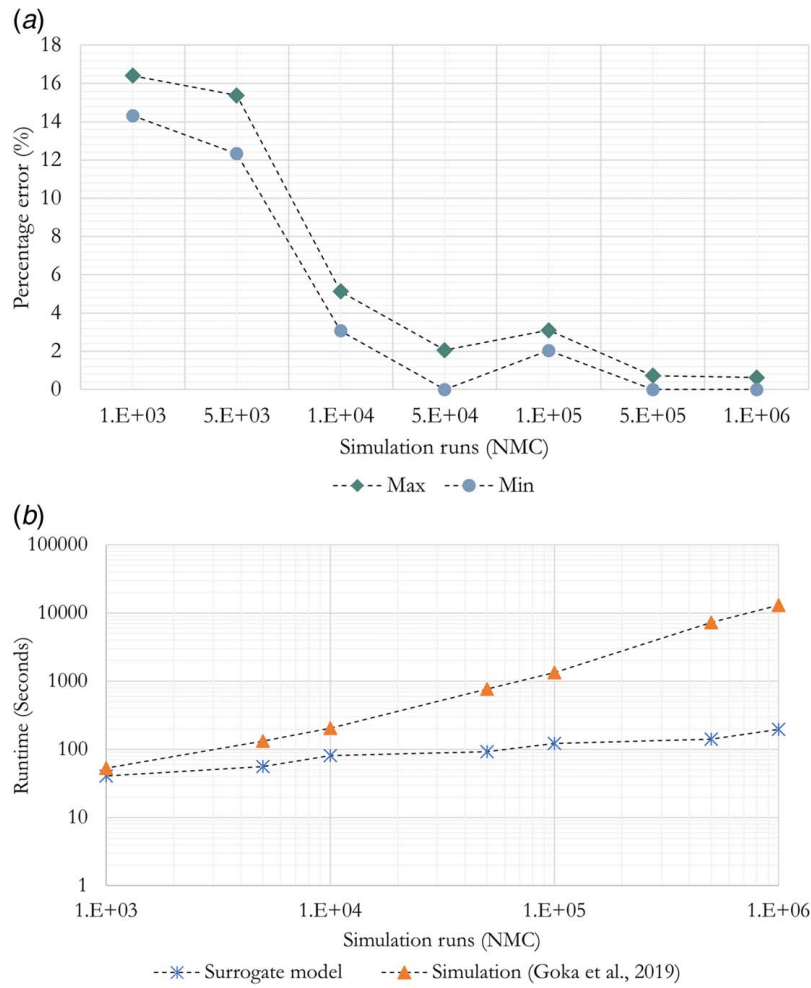 (a)
18
16
14
12
10
8
6
4
2
0
Percentage error (%)
1.E+03 5.E+03 1.E+04 5.E+04 1.E+05 5.E+05 1.E+06
Simulation runs (NMC)
Max Min
(b)
100000
10000
1000
100
10
1
Runtime (Seconds)
1.E+03 1.E+04 1.E+05 1.E+06
Simulation runs (NMC)
Surrogate model Simulation (Goka et al., 2019)